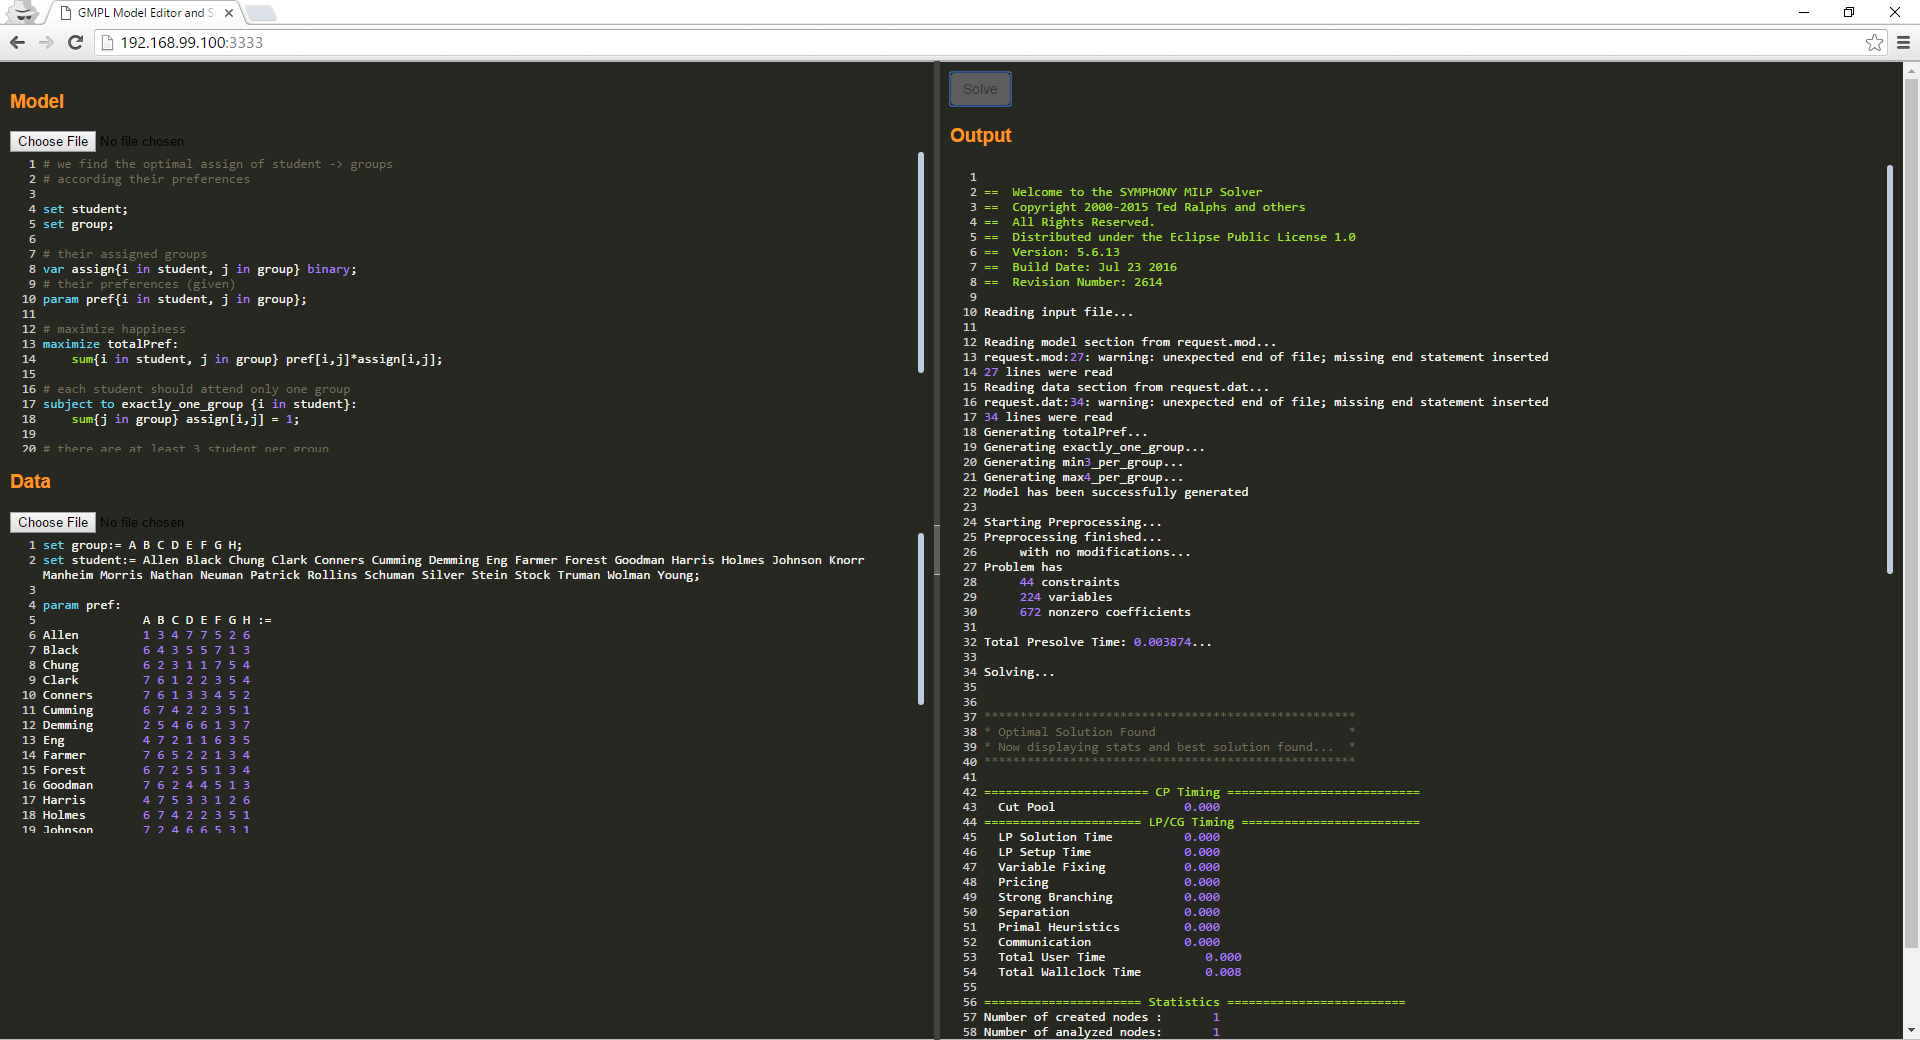 GMPL Model Editor and S
192.168.99.100:3333
Model
Choose File No file chosen
1 # we find the optimal assign of student -> groups
2 # according their preferences
3
4 set student;
5 set group;
6
7 # their assigned groups
8 var assign{i in student, j in group} binary;
9 # their preferences (given)
10 param pref{i in student, j in group};
11
12 # maximize happiness
13 maximize totalPref:
14 sum{i in student, j in group} pref[i,j]*assign[i,j];
15
16 # each student should attend only one group
17 subject to exactly_one_group {i in student}:
18 sum{j in group} assign[i,j] = 1;
19
20 # there are at least 3 student per group
Data
Choose File No file chosen
1 set group:= A B C D E F G H;
2 set student:= Allen Black Chung Clark Conners Cumming Demming Eng Farmer Forest Goodman Harris Holmes Johnson Knorr
Manheim Morris Nathan Neuman Patrick Rollins Schuman Silver Stein Stock Truman Wolman Young;
3
4 param pref:
5 A B C D E F G H :=
6 Allen 1 3 4 7 7 5 2 6
7 Black 6 4 3 5 5 7 1 3
8 Chung 6 2 3 1 1 7 5 4
9 Clark 7 6 1 2 2 3 5 4
10 Conners 7 6 1 3 3 4 5 2
11 Cumming 6 7 4 2 2 3 5 1
12 Demming 2 5 4 6 6 1 3 7
13 Eng 4 7 2 1 1 6 3 5
14 Farmer 7 6 5 2 2 1 3 4
15 Forest 6 7 2 5 5 1 3 4
16 Goodman 7 6 2 4 4 5 1 3
17 Harris 4 7 5 3 3 1 2 6
18 Holmes 6 7 4 2 2 3 5 1
19 Johnson 7 2 4 6 6 5 3 1
Solve
Output
1
2 == Welcome to the SYMPHONY MILP Solver
3 == Copyright 2000-2015 Ted Ralphs and others
4 == All Rights Reserved.
5 == Distributed under the Eclipse Public License 1.0
6 == Version: 5.6.13
7 == Build Date: Jul 23 2016
8 == Revision Number: 2614
9
10 Reading input file...
11
12 Reading model section from request.mod...
13 request.mod:27: warning: unexpected end of file; missing end statement inserted
14 27 lines were read
15 Reading data section from request.dat...
16 request.dat:34: warning: unexpected end of file; missing end statement inserted
17 34 lines were read
18 Generating totalPref...
19 Generating exactly_one_group...
20 Generating min3_per_group...
21 Generating max4_per_group...
22 Model has been successfully generated
23
24 Starting Preprocessing...
25 Preprocessing finished...
26 with no modifications...
27 Problem has
28 44 constraints
29 224 variables
30 672 nonzero coefficients
31
32 Total Presolve Time: 0.003874...
33
34 Solving...
35
36
37 ****************************************************
38 * Optimal Solution Found *
39 * Now displaying stats and best solution found... *
40 ****************************************************
41
42 ======================= CP Timing ===========================
43 Cut Pool 0.000
44 ====================== LP/CG Timing =========================
45 LP Solution Time 0.000
46 LP Setup Time 0.000
47 Variable Fixing 0.000
48 Pricing 0.000
49 Strong Branching 0.000
50 Separation 0.000
51 Primal Heuristics 0.000
52 Communication 0.000
53 Total User Time 0.000
54 Total Wallclock Time 0.008
55
56 ====================== Statistics =========================
57 Number of created nodes : 1
58 Number of analyzed nodes: 1